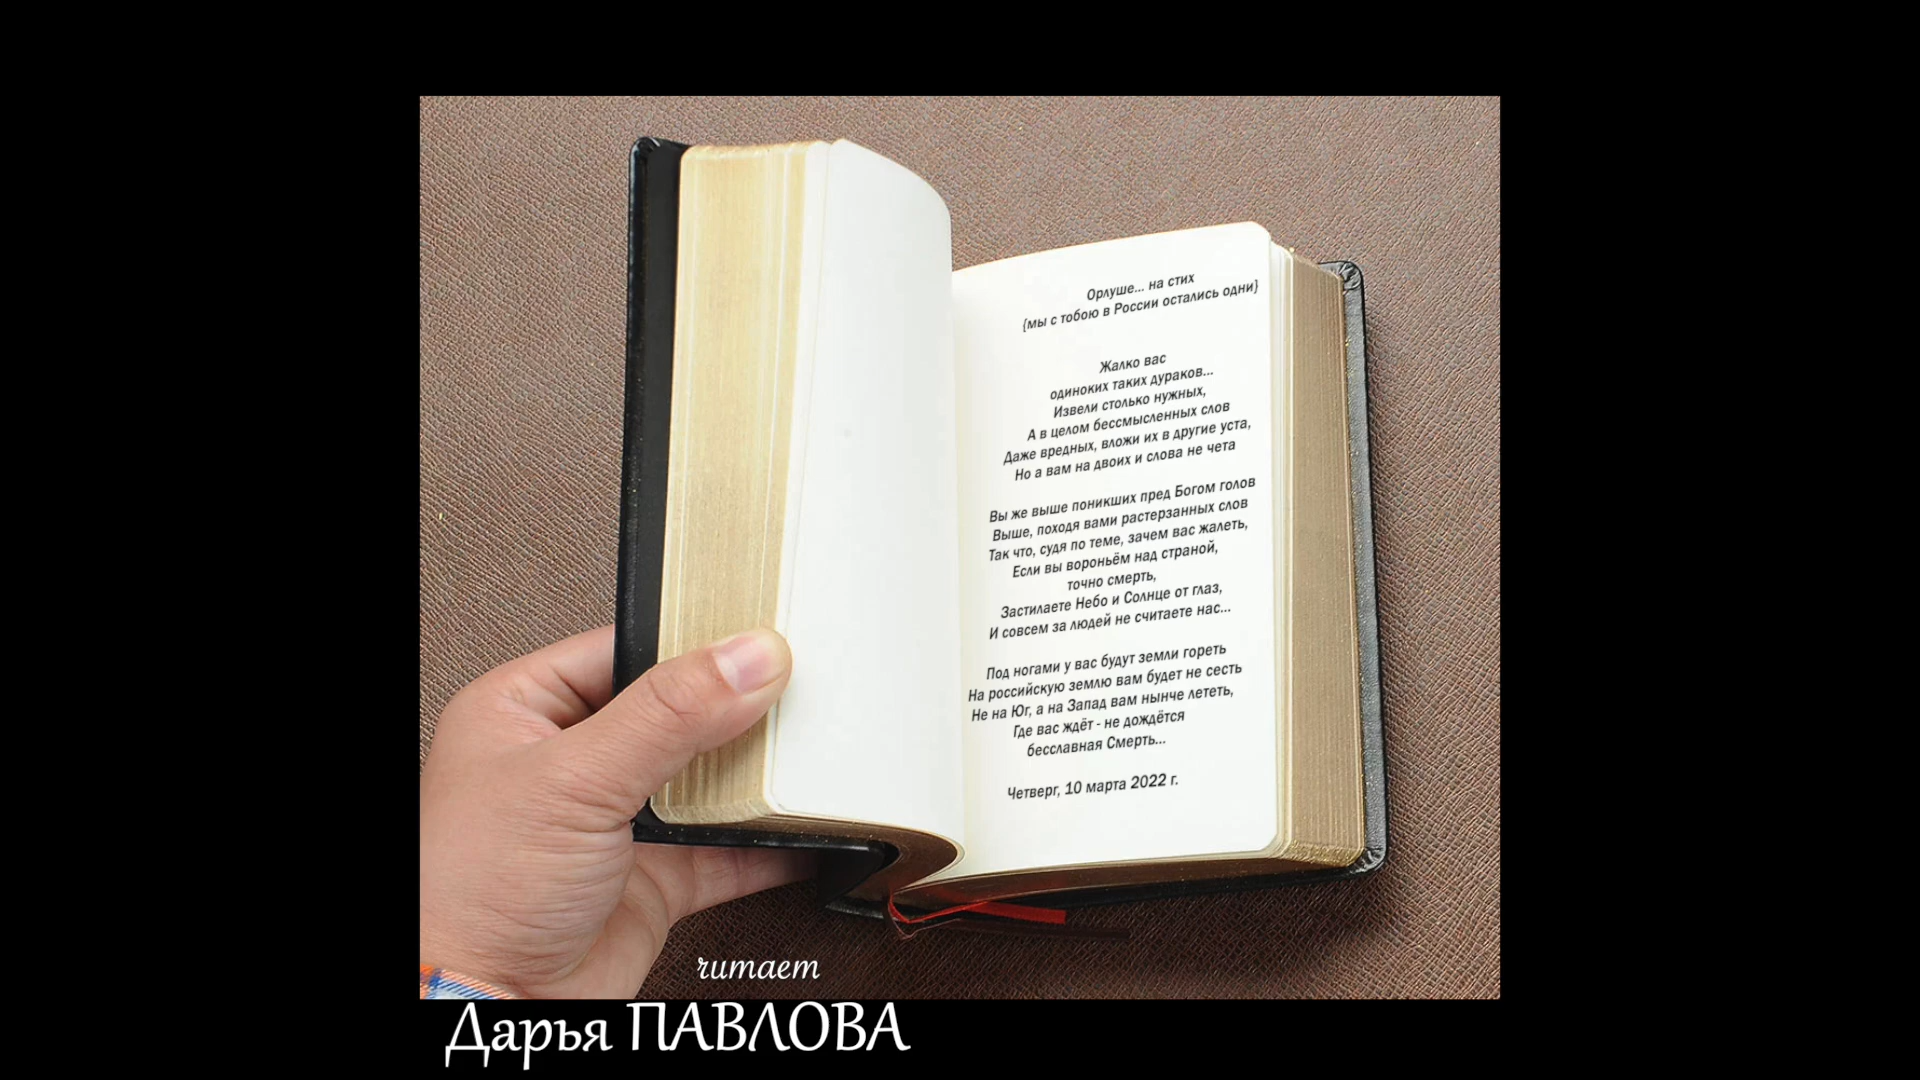 Орлуше... на стих
{мы с тобою в России остались одни}
Жалко вас
одиноких таких дураков...
Извели столько нужных,
А в целом бессмысленных слов
Даже вредных, вложи их в другие уста,
Но а вам на двоих и слова не чета
Вы же выше поникших пред Богом голов
Выше, походя вами растерзанных слов
Так что, судя по теме, зачем вас жалеть,
Если вы вороньём над страной,
точно смерть,
Застилаете Небо и Солнце от глаз,
И совсем за людей не считаете нас...
Под ногами у вас будут земли гореть
На российскую землю вам будет не сесть
Не на Юг, а на Запад вам нынче лететь,
Где вас ждёт - не дождётся
бесславная Смерть...
Четверг, 10 марта 2022 г.
читает
Дарья ПАВЛОВА